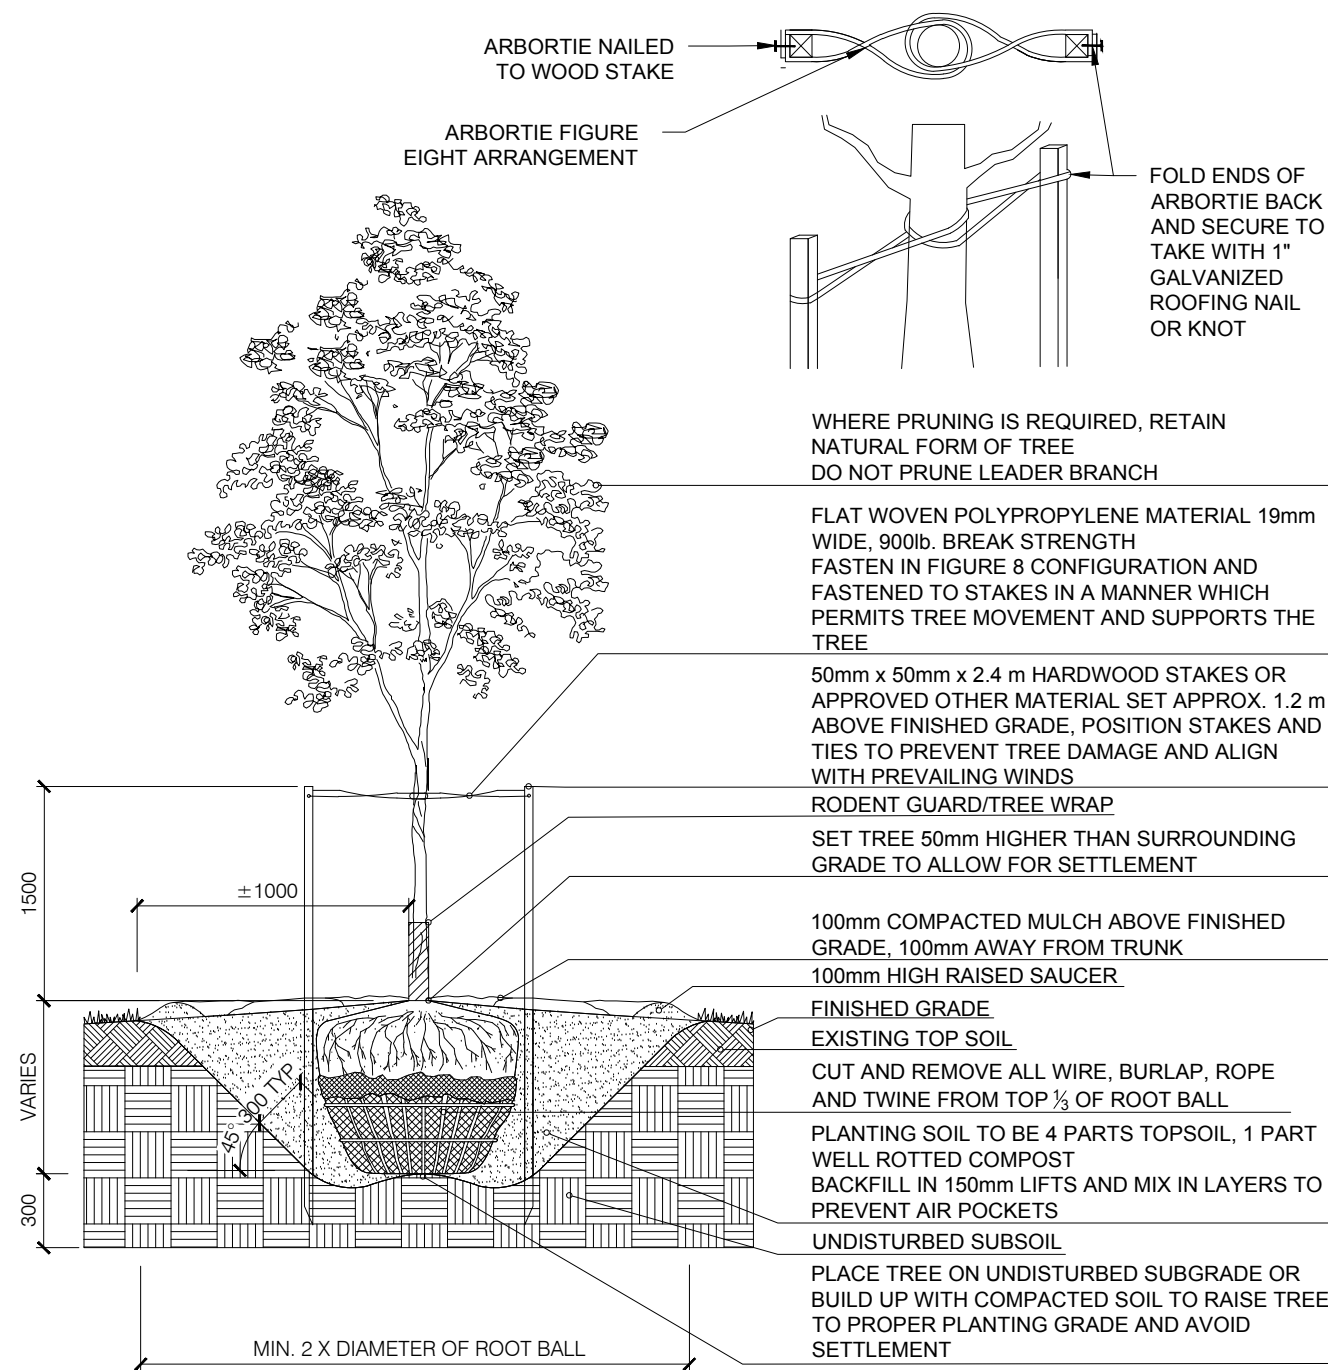 ARBORTIE NAILED
TO WOOD STAKE
ARBORTIE FIGURE
EIGHT ARRANGEMENT
FOLD ENDS OF
ARBORTIE BACK
AND SECURE TO
TAKE WITH 1"
GALVANIZED
ROOFING NAIL
OR KNOT
WHERE PRUNING IS REQUIRED, RETAIN
NATURAL FORM OF TREE
DO NOT PRUNE LEADER BRANCH
FLAT WOVEN POLYPROPYLENE MATERIAL 19mm
WIDE, 900lb. BREAK STRENGTH
FASTEN IN FIGURE 8 CONFIGURATION AND
FASTENED TO STAKES IN A MANNER WHICH
PERMITS TREE MOVEMENT AND SUPPORTS THE
TREE
50mm x 50mm x 2.4 m HARDWOOD STAKES OR
APPROVED OTHER MATERIAL SET APPROX. 1.2 m
ABOVE FINISHED GRADE, POSITION STAKES AND
TIES TO PREVENT TREE DAMAGE AND ALIGN
WITH PREVAILING WINDS
RODENT GUARD/TREE WRAP
SET TREE 50mm HIGHER THAN SURROUNDING
GRADE TO ALLOW FOR SETTLEMENT
100mm COMPACTED MULCH ABOVE FINISHED
GRADE, 100mm AWAY FROM TRUNK
100mm HIGH RAISED SAUCER
FINISHED GRADE
EXISTING TOP SOIL
CUT AND REMOVE ALL WIRE, BURLAP, ROPE
AND TWINE FROM TOP ⅓ OF ROOT BALL
PLANTING SOIL TO BE 4 PARTS TOPSOIL, 1 PART
WELL ROTTED COMPOST
BACKFILL IN 150mm LIFTS AND MIX IN LAYERS TO
PREVENT AIR POCKETS
UNDISTURBED SUBSOIL
PLACE TREE ON UNDISTURBED SUBGRADE OR
BUILD UP WITH COMPACTED SOIL TO RAISE TREE
TO PROPER PLANTING GRADE AND AVOID
SETTLEMENT
1500
±1000
VARIES
300 TYP
45°
300
MIN. 2 X DIAMETER OF ROOT BALL